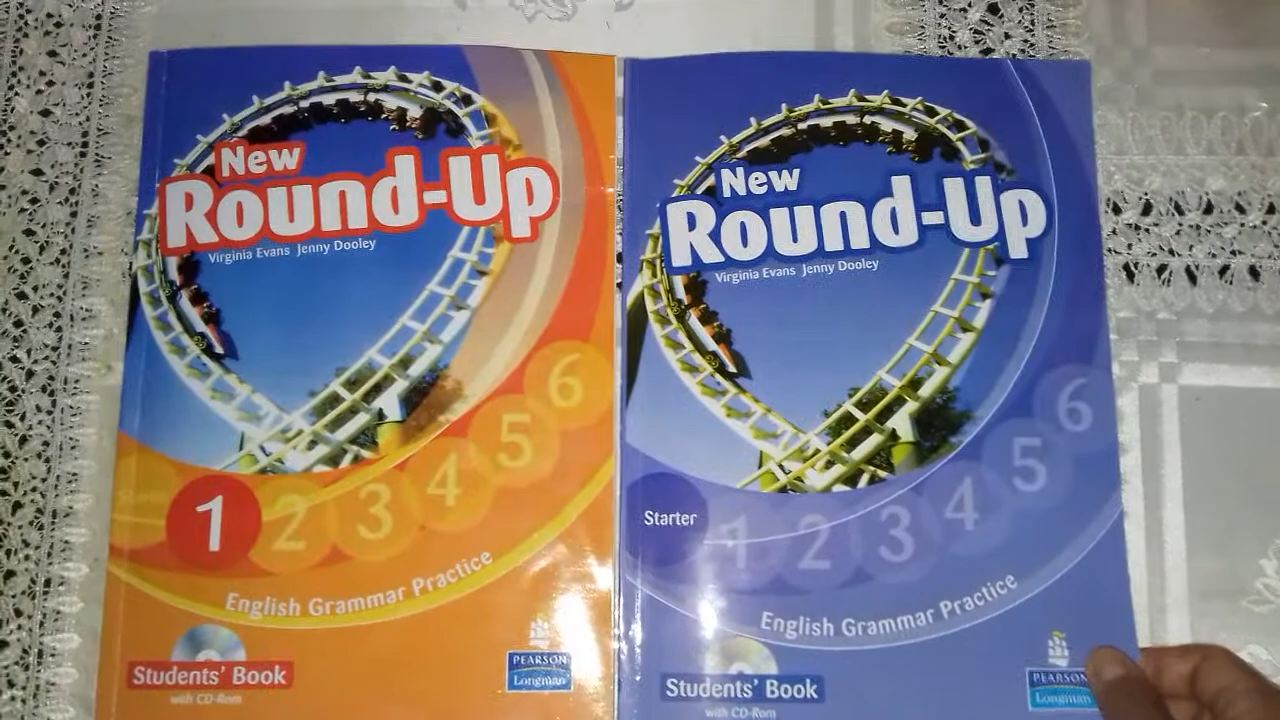 New
Round-Up
Virginia Evans Jenny Dooley
1 2 3 4 5 6
English Grammar Practice
Students' Book
with CD-Rom
PEARSON
Longman
New
Round-Up
Virginia Evans Jenny Dooley
Starter 1 2 3 4 5 6
English Grammar Practice
Students' Book
with CD-Rom
PEARSON
Longman